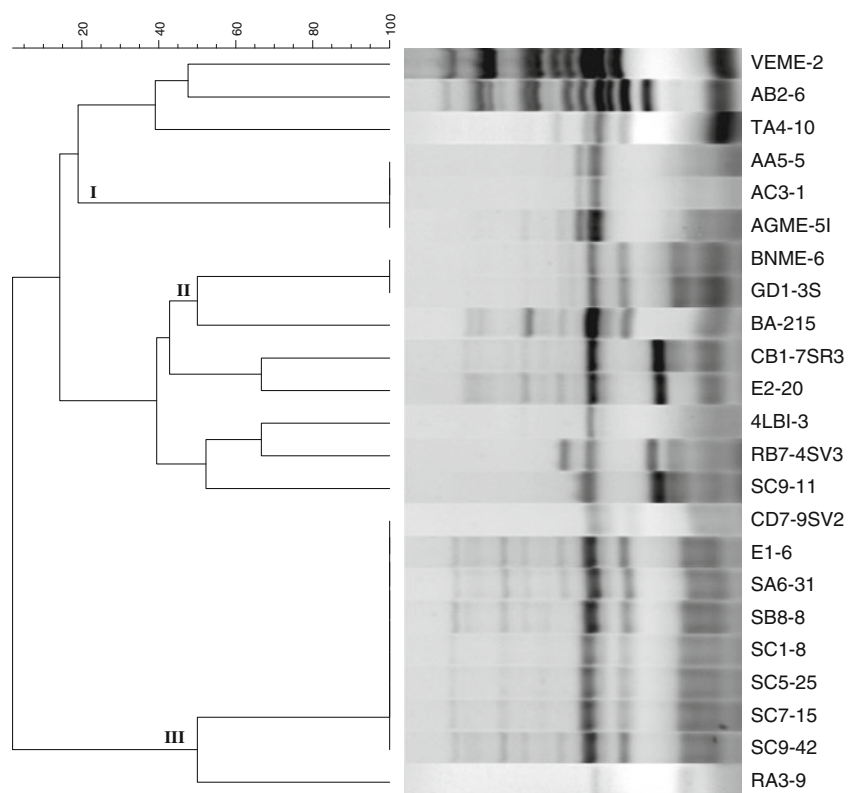 20 40 60 80 100
VEME-2
AB2-6
TA4-10
AA5-5
I
AC3-1
AGME-5I
BNME-6
II
GD1-3S
BA-215
CB1-7SR3
E2-20
4LBI-3
RB7-4SV3
SC9-11
CD7-9SV2
E1-6
SA6-31
SB8-8
SC1-8
SC5-25
SC7-15
III
SC9-42
RA3-9